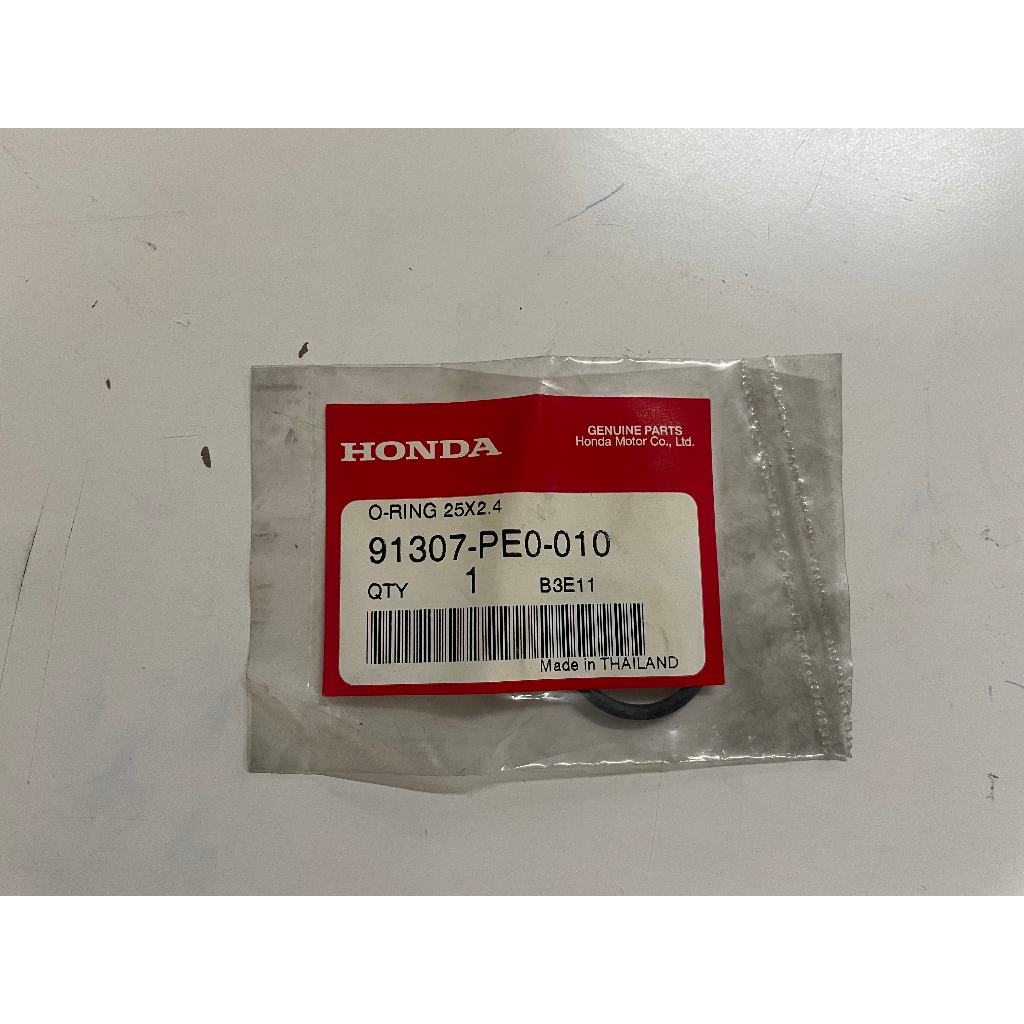 HONDA
GENUINE PARTS
Honda Motor Co., Ltd.
O-RING 25X2.4
91307-PE0-010
QTY 1 B3E11
Made in THAILAND